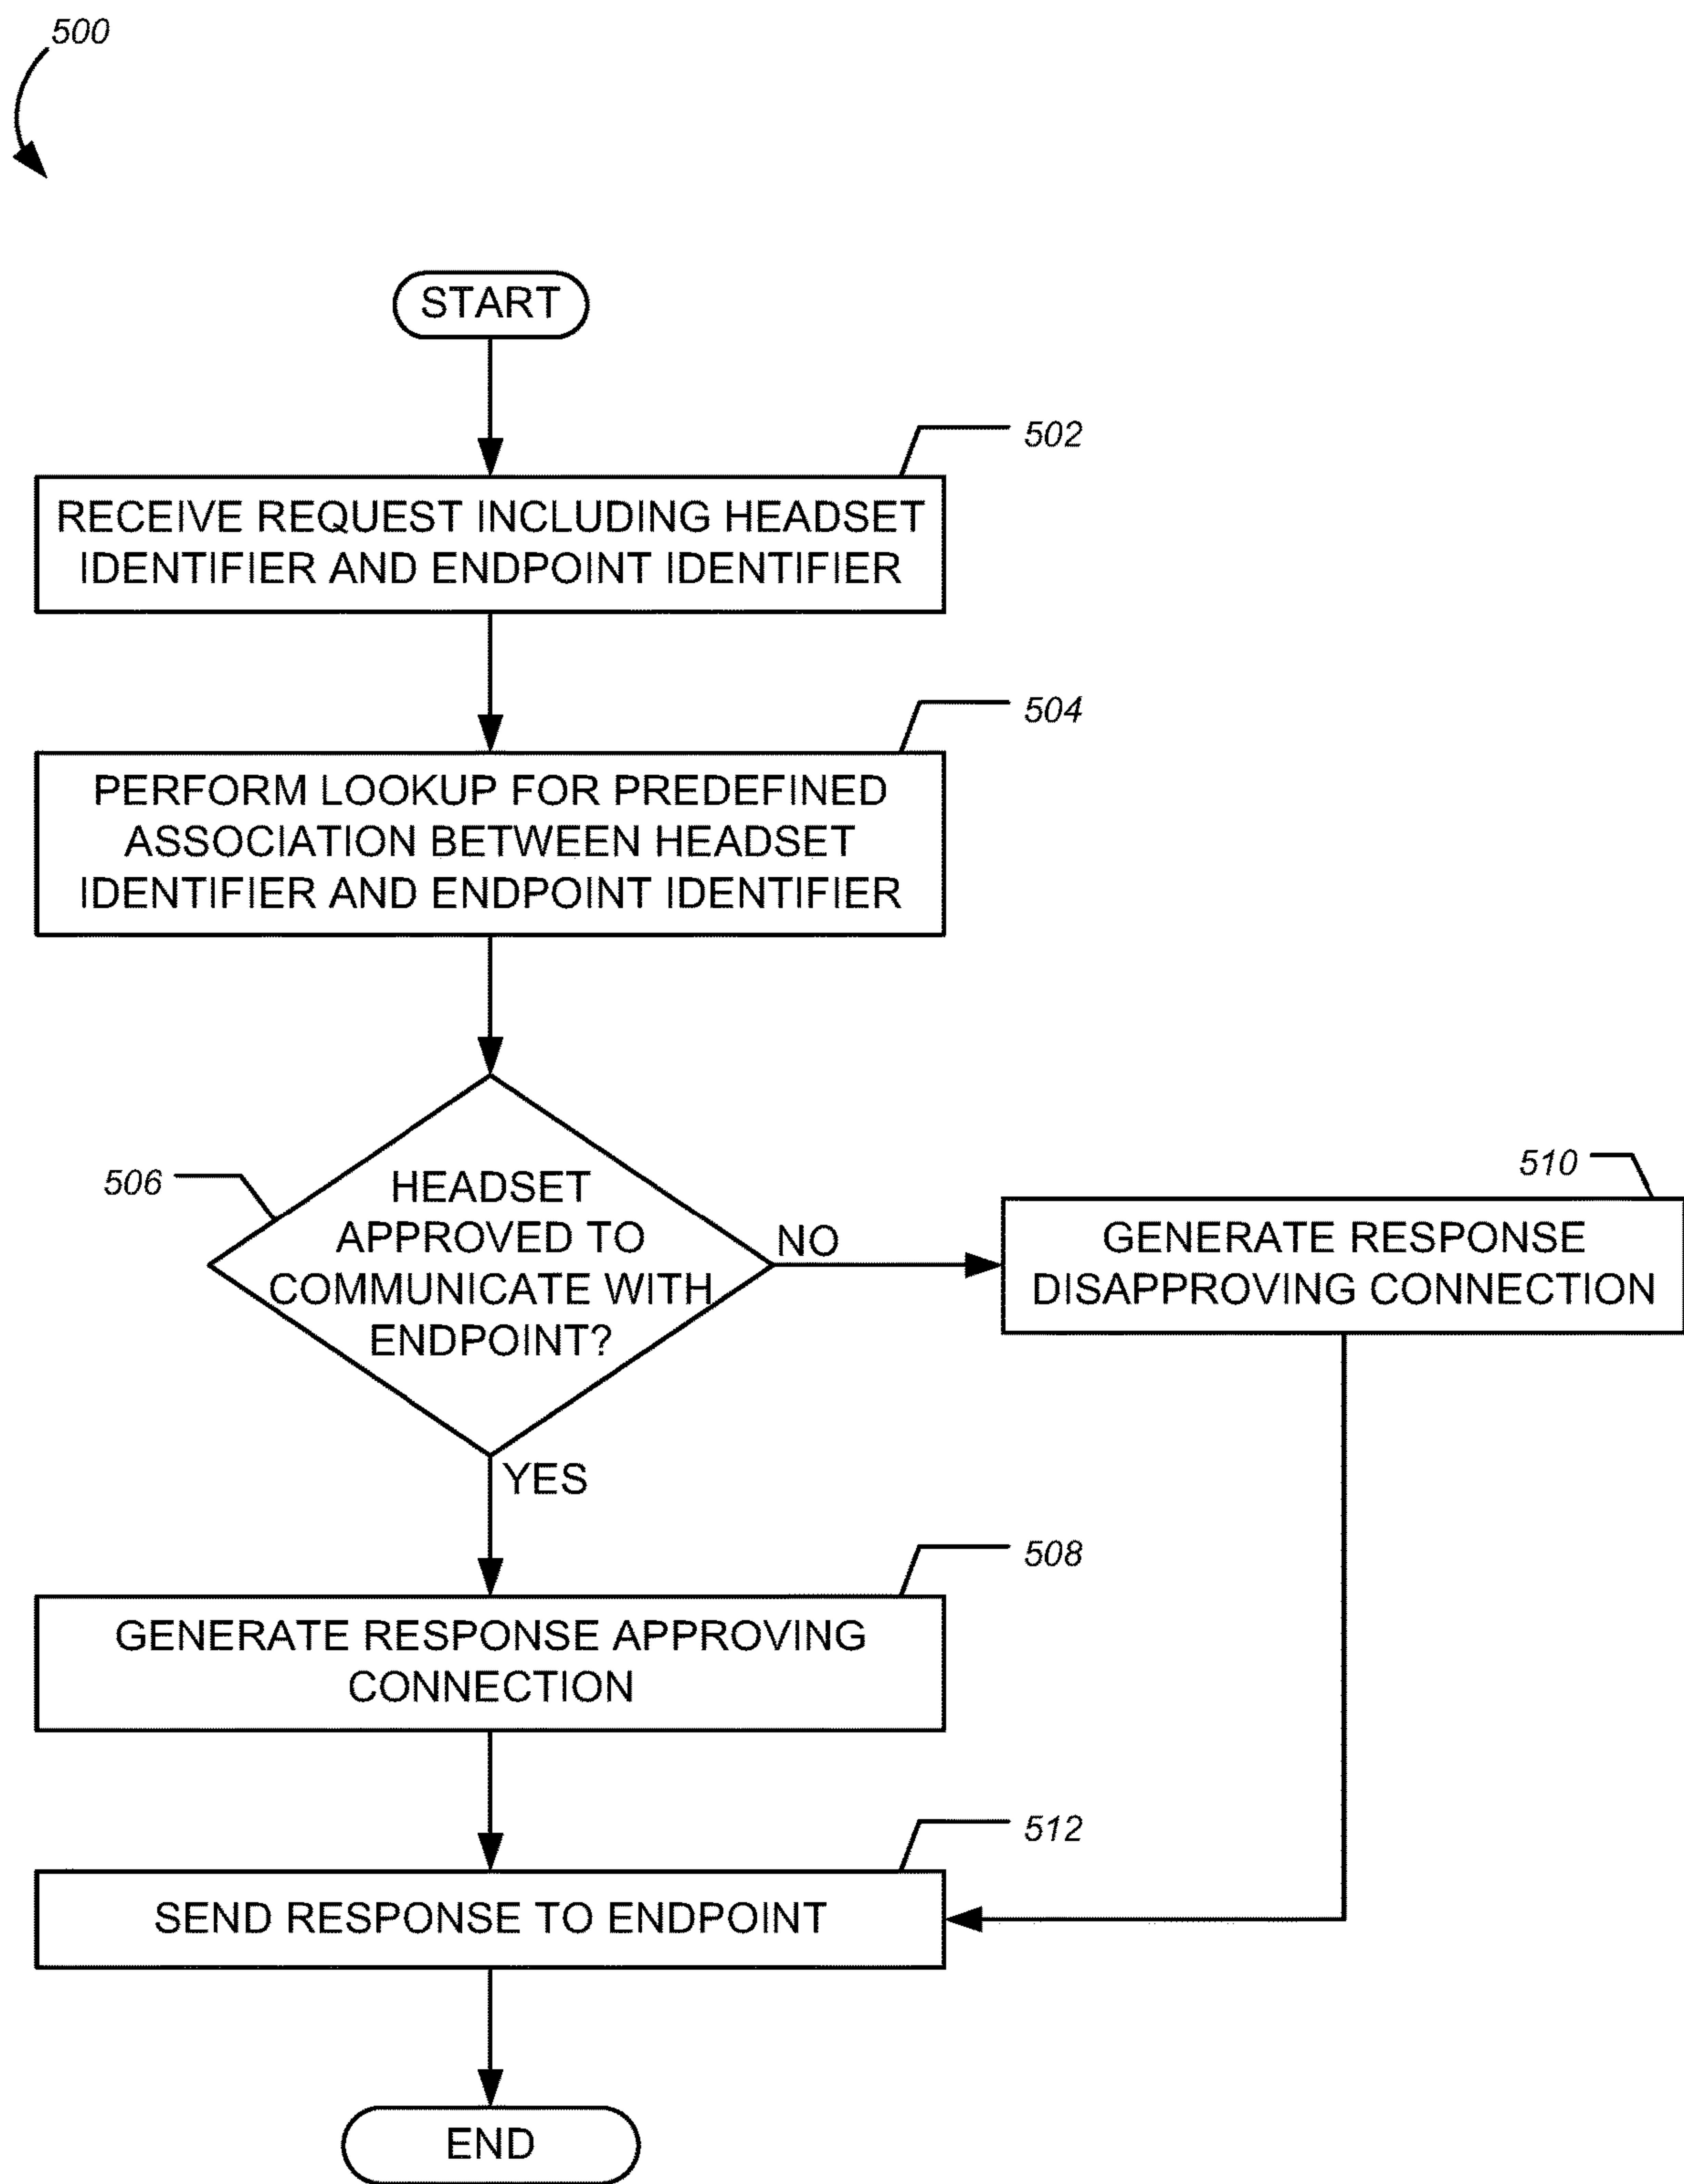 500
START
502
RECEIVE REQUEST INCLUDING HEADSET
IDENTIFIER AND ENDPOINT IDENTIFIER
504
PERFORM LOOKUP FOR PREDEFINED
ASSOCIATION BETWEEN HEADSET
IDENTIFIER AND ENDPOINT IDENTIFIER
506
HEADSET
APPROVED TO
COMMUNICATE WITH
ENDPOINT?
NO
510
GENERATE RESPONSE
DISAPPROVING CONNECTION
YES
508
GENERATE RESPONSE APPROVING
CONNECTION
512
SEND RESPONSE TO ENDPOINT
END